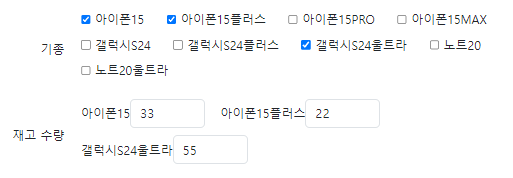 아이폰15 아이폰15플러스 아이폰15PRO 아이폰15MAX
기종
갤럭시S24 갤럭시S24플러스 갤럭시S24울트라 노트20
노트20울트라
아이폰15 33 아이폰15플러스 22
재고 수량
갤럭시S24울트라 55